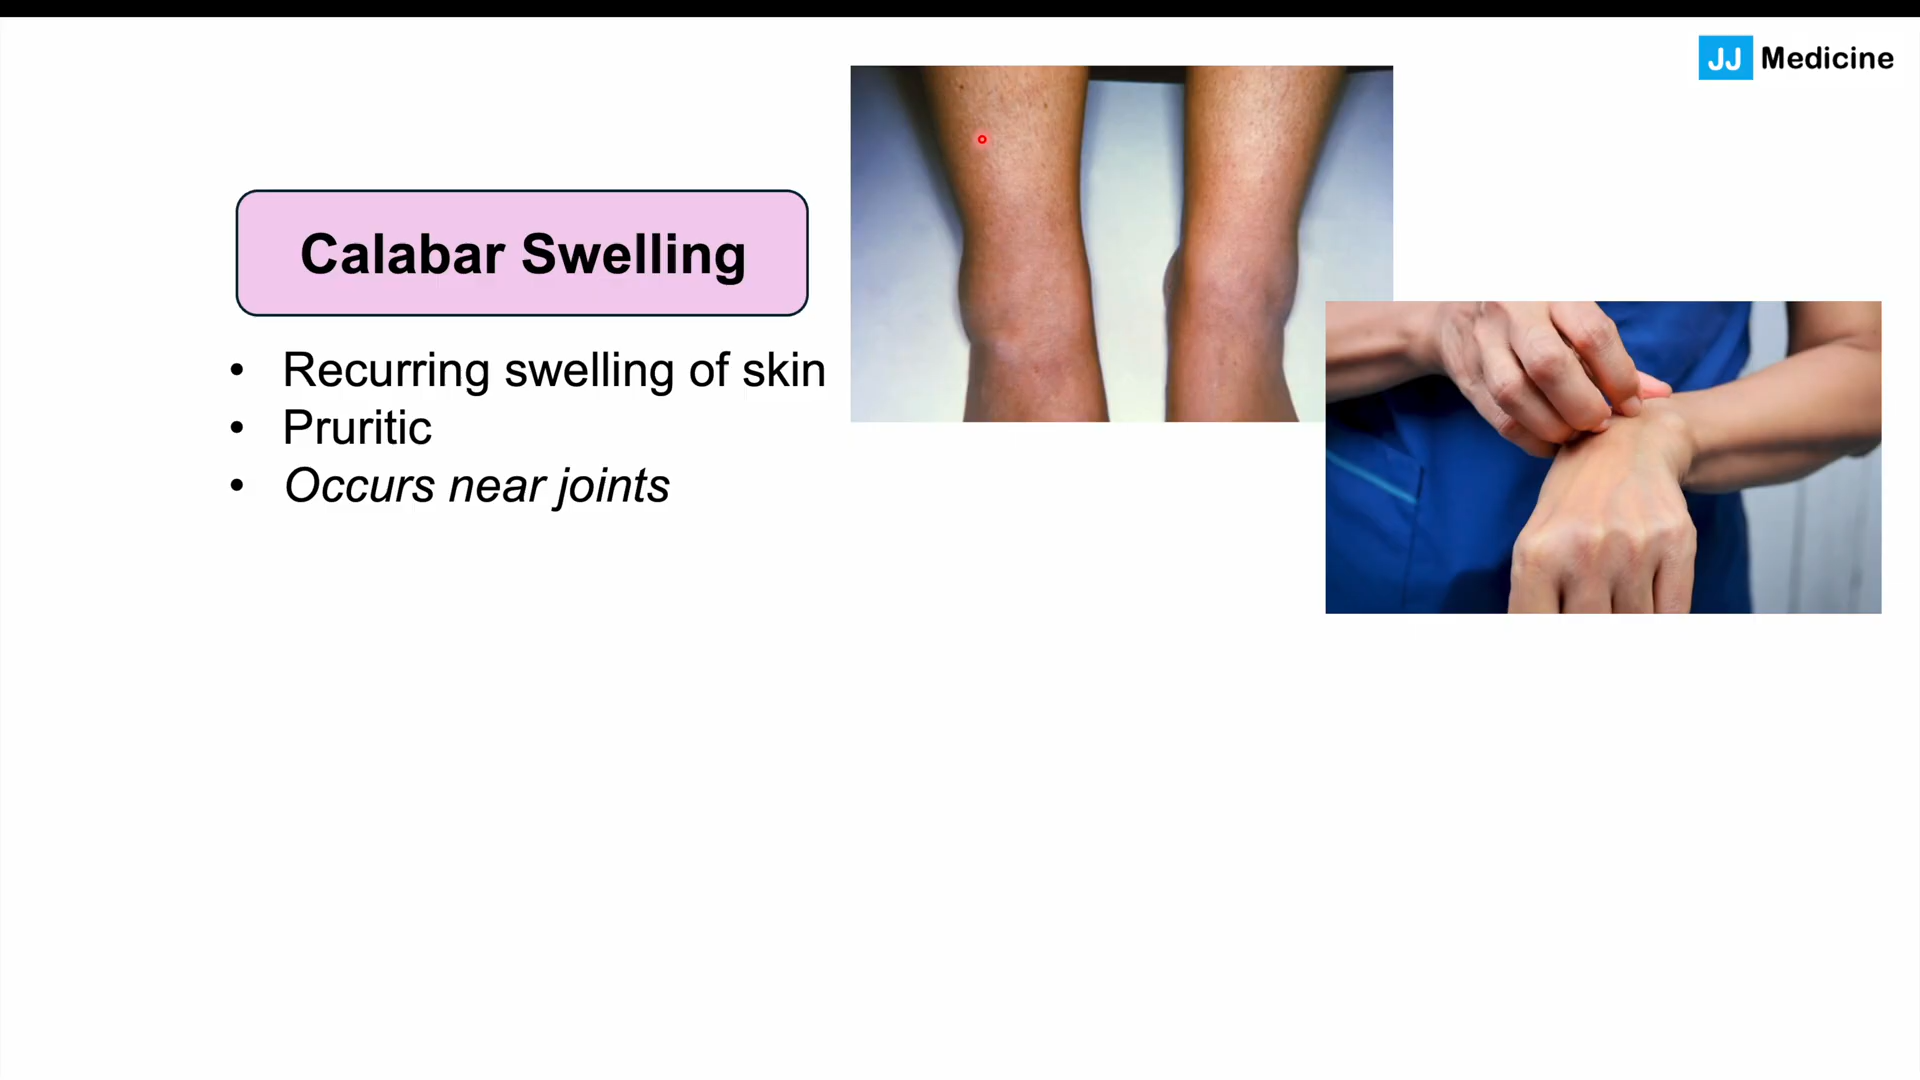 JJ Medicine
Calabar Swelling
• Recurring swelling of skin
• Pruritic
• Occurs near joints